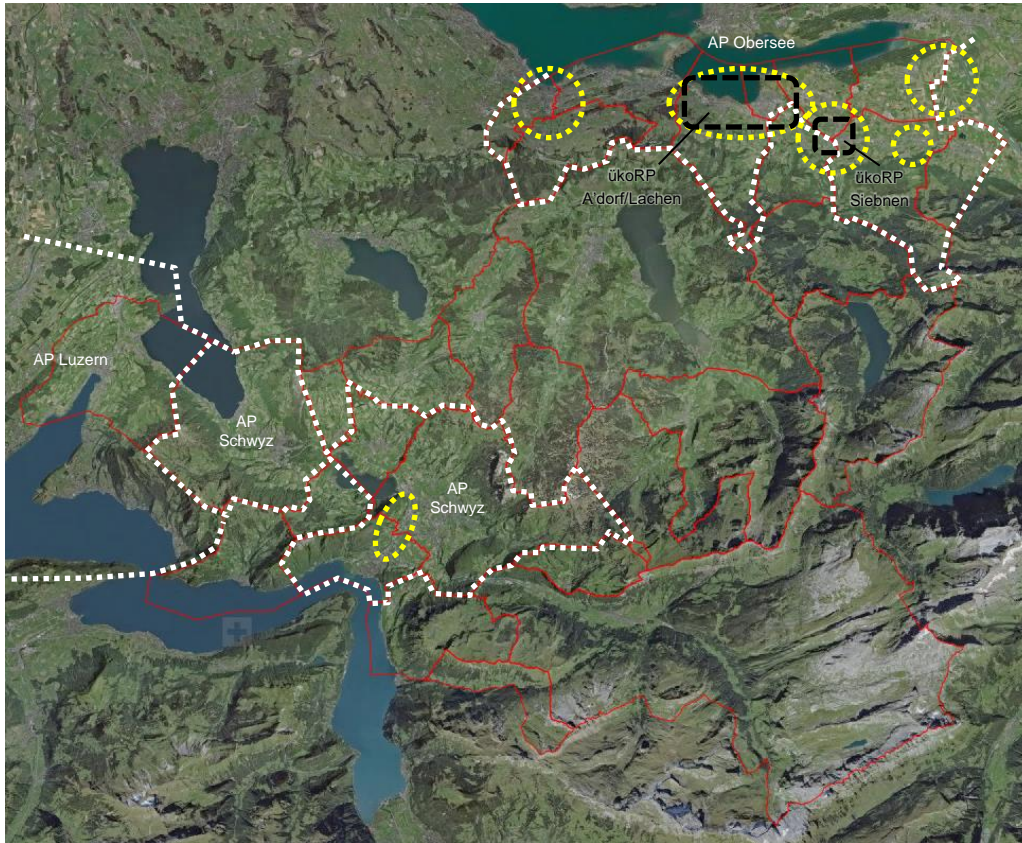 AP Obersee
ükoRP
A'dorf/Lachen
ükoRP
Siebnen
AP Luzern
AP
Schwyz
AP
Schwyz